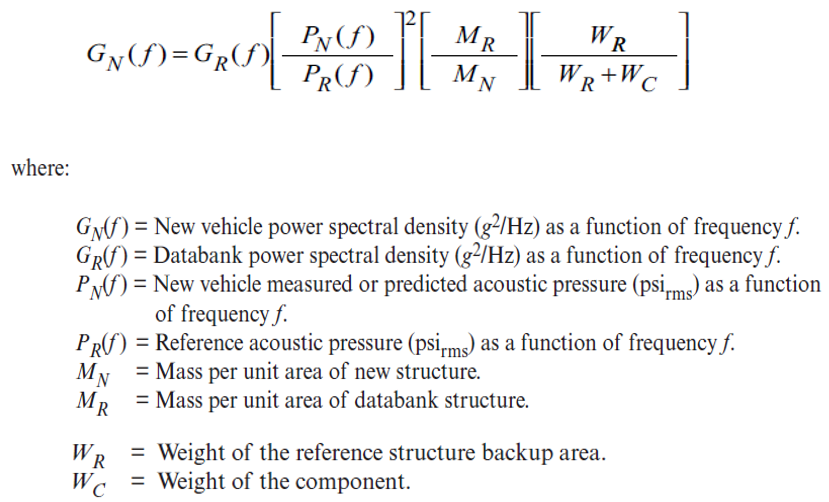 G_N(f) = G_R(f) [ P_N(f) / P_R(f) ]² [ M_R / M_N ] [ W_R / W_R + W_C ]
where:
G_N(f) = New vehicle power spectral density (g²/Hz) as a function of frequency f.
G_R(f) = Databank power spectral density (g²/Hz) as a function of frequency f.
P_N(f) = New vehicle measured or predicted acoustic pressure (psi_rms) as a function
of frequency f.
P_R(f) = Reference acoustic pressure (psi_rms) as a function of frequency f.
M_N = Mass per unit area of new structure.
M_R = Mass per unit area of databank structure.
W_R = Weight of the reference structure backup area.
W_C = Weight of the component.